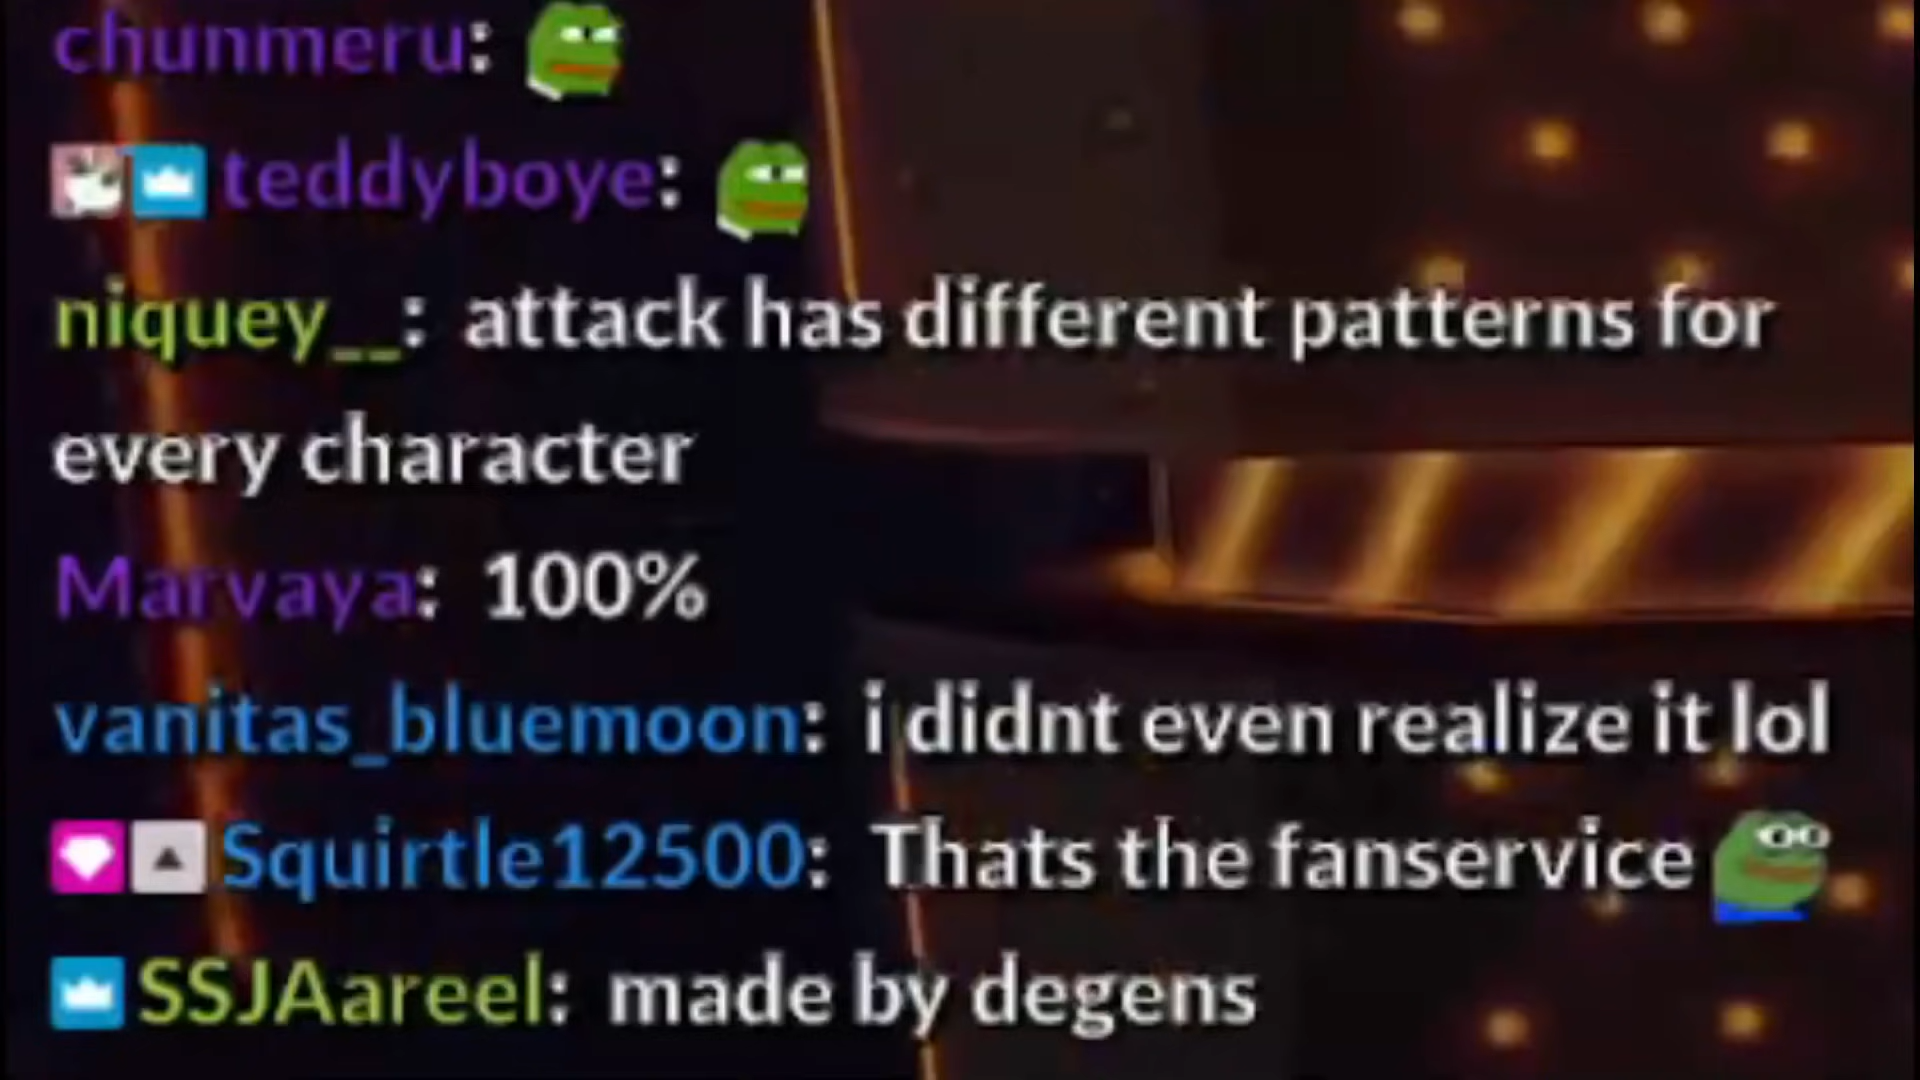 chunmeru:
teddyboye:
niquey__: attack has different patterns for
every character
Marvaya: 100%
vanitas_bluemoon: i didnt even realize it lol
Squirtle12500: Thats the fanservice
SSJAareel: made by degens